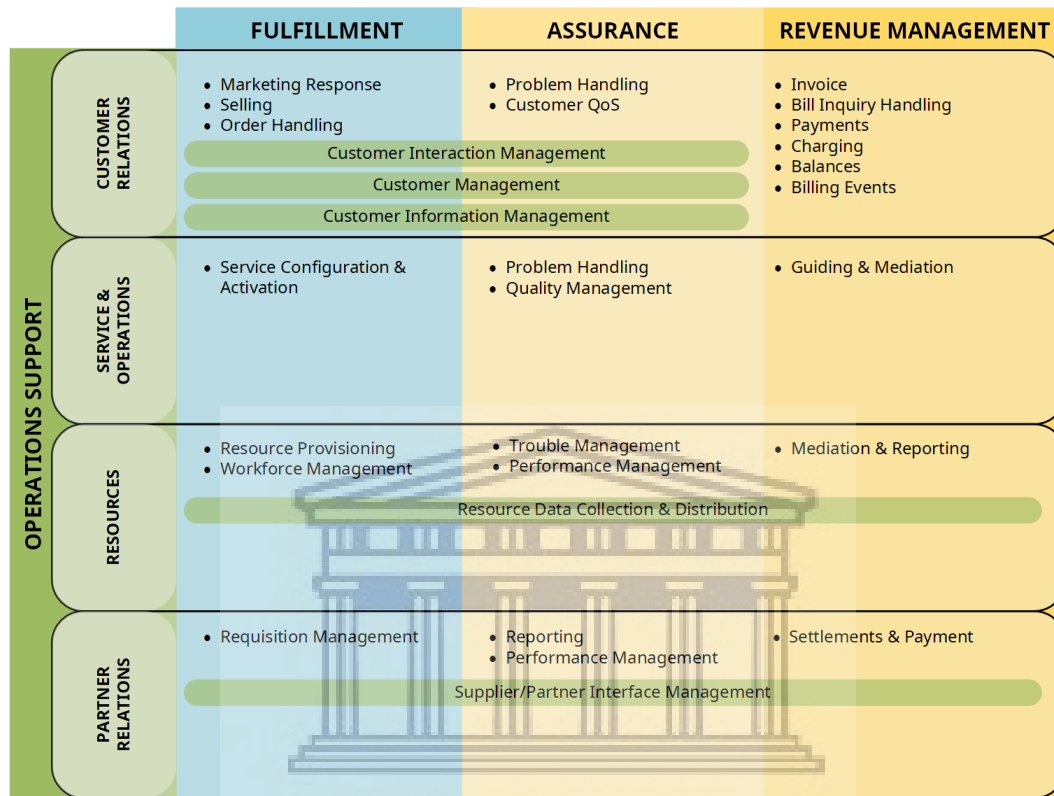 FULFILLMENT
ASSURANCE
REVENUE MANAGEMENT
OPERATIONS SUPPORT
CUSTOMER
RELATIONS
• Marketing Response
• Selling
• Order Handling
• Problem Handling
• Customer QoS
• Invoice
• Bill Inquiry Handling
• Payments
• Charging
• Balances
• Billing Events
Customer Interaction Management
Customer Management
Customer Information Management
SERVICE &
OPERATIONS
• Service Configuration &
Activation
• Problem Handling
• Quality Management
• Guiding & Mediation
RESOURCES
• Resource Provisioning
• Workforce Management
• Trouble Management
• Performance Management
• Mediation & Reporting
Resource Data Collection & Distribution
PARTNER
RELATIONS
• Requisition Management
• Reporting
• Performance Management
• Settlements & Payment
Supplier/Partner Interface Management